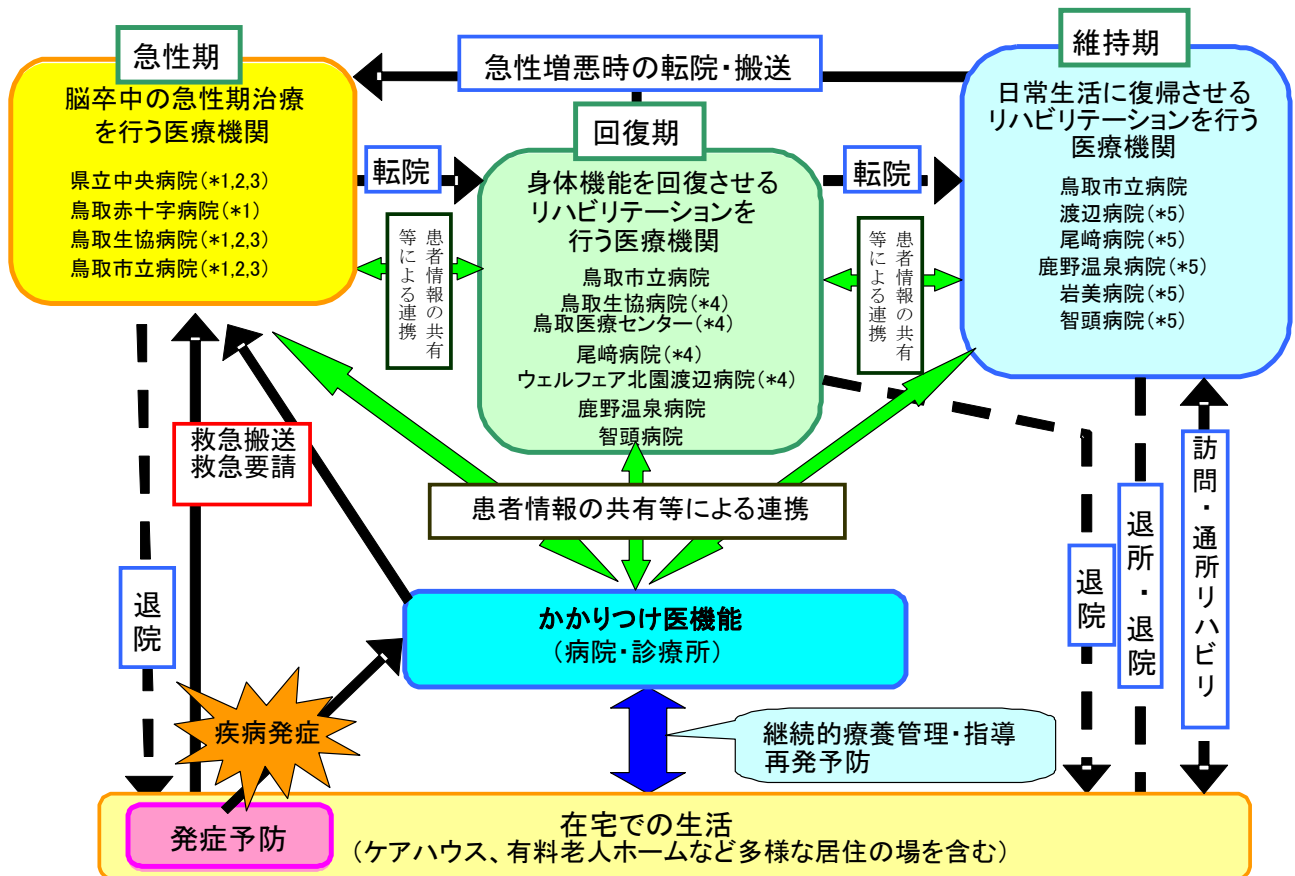 急性期
脳卒中の急性期治療
を行う医療機関
県立中央病院(*1,2,3)
鳥取赤十字病院(*1)
鳥取生協病院(*1,2,3)
鳥取市立病院(*1,2,3)
急性増悪時の転院・搬送
維持期
日常生活に復帰させる
リハビリテーションを行う
医療機関
鳥取市立病院
渡辺病院(*5)
尾﨑病院(*5)
鹿野温泉病院(*5)
岩美病院(*5)
智頭病院(*5)
回復期
身体機能を回復させる
リハビリテーションを
行う医療機関
鳥取市立病院
鳥取生協病院(*4)
鳥取医療センター(*4)
尾﨑病院(*4)
ウェルフェア北園渡辺病院(*4)
鹿野温泉病院
智頭病院
転院
転院
患者情報の共有
等による連携
患者情報の共有
等による連携
救急搬送
救急要請
患者情報の共有等による連携
訪問・通所リハビリ
退所・退院
退院
退院
かかりつけ医機能
(病院・診療所)
疾病発症
継続的療養管理・指導
再発予防
発症予防
在宅での生活
(ケアハウス、有料老人ホームなど多様な居住の場を含む)